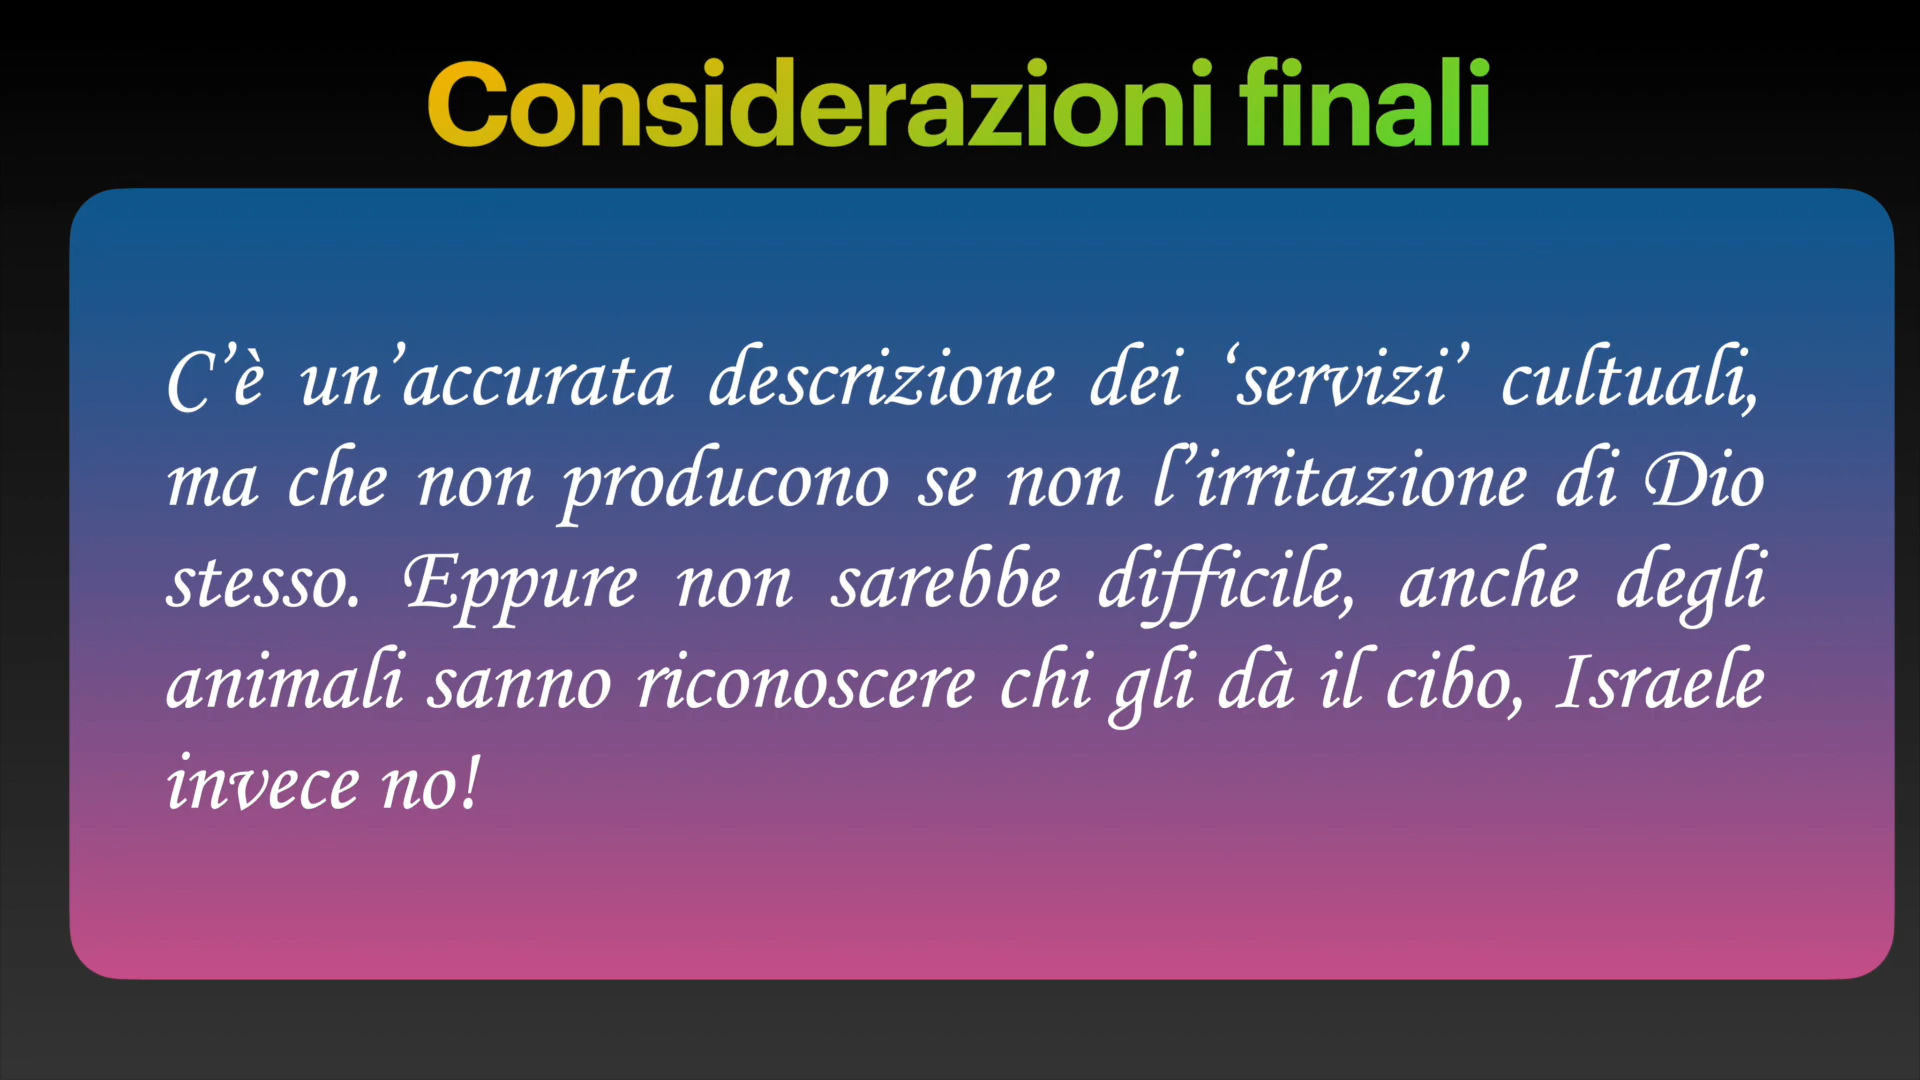 Considerazioni finali
C’è un’accurata descrizione dei ‘servizi’ cultuali,
ma che non producono se non l’irritazione di Dio
stesso. Eppure non sarebbe difficile, anche degli
animali sanno riconoscere chi gli dà il cibo, Israele
invece no!